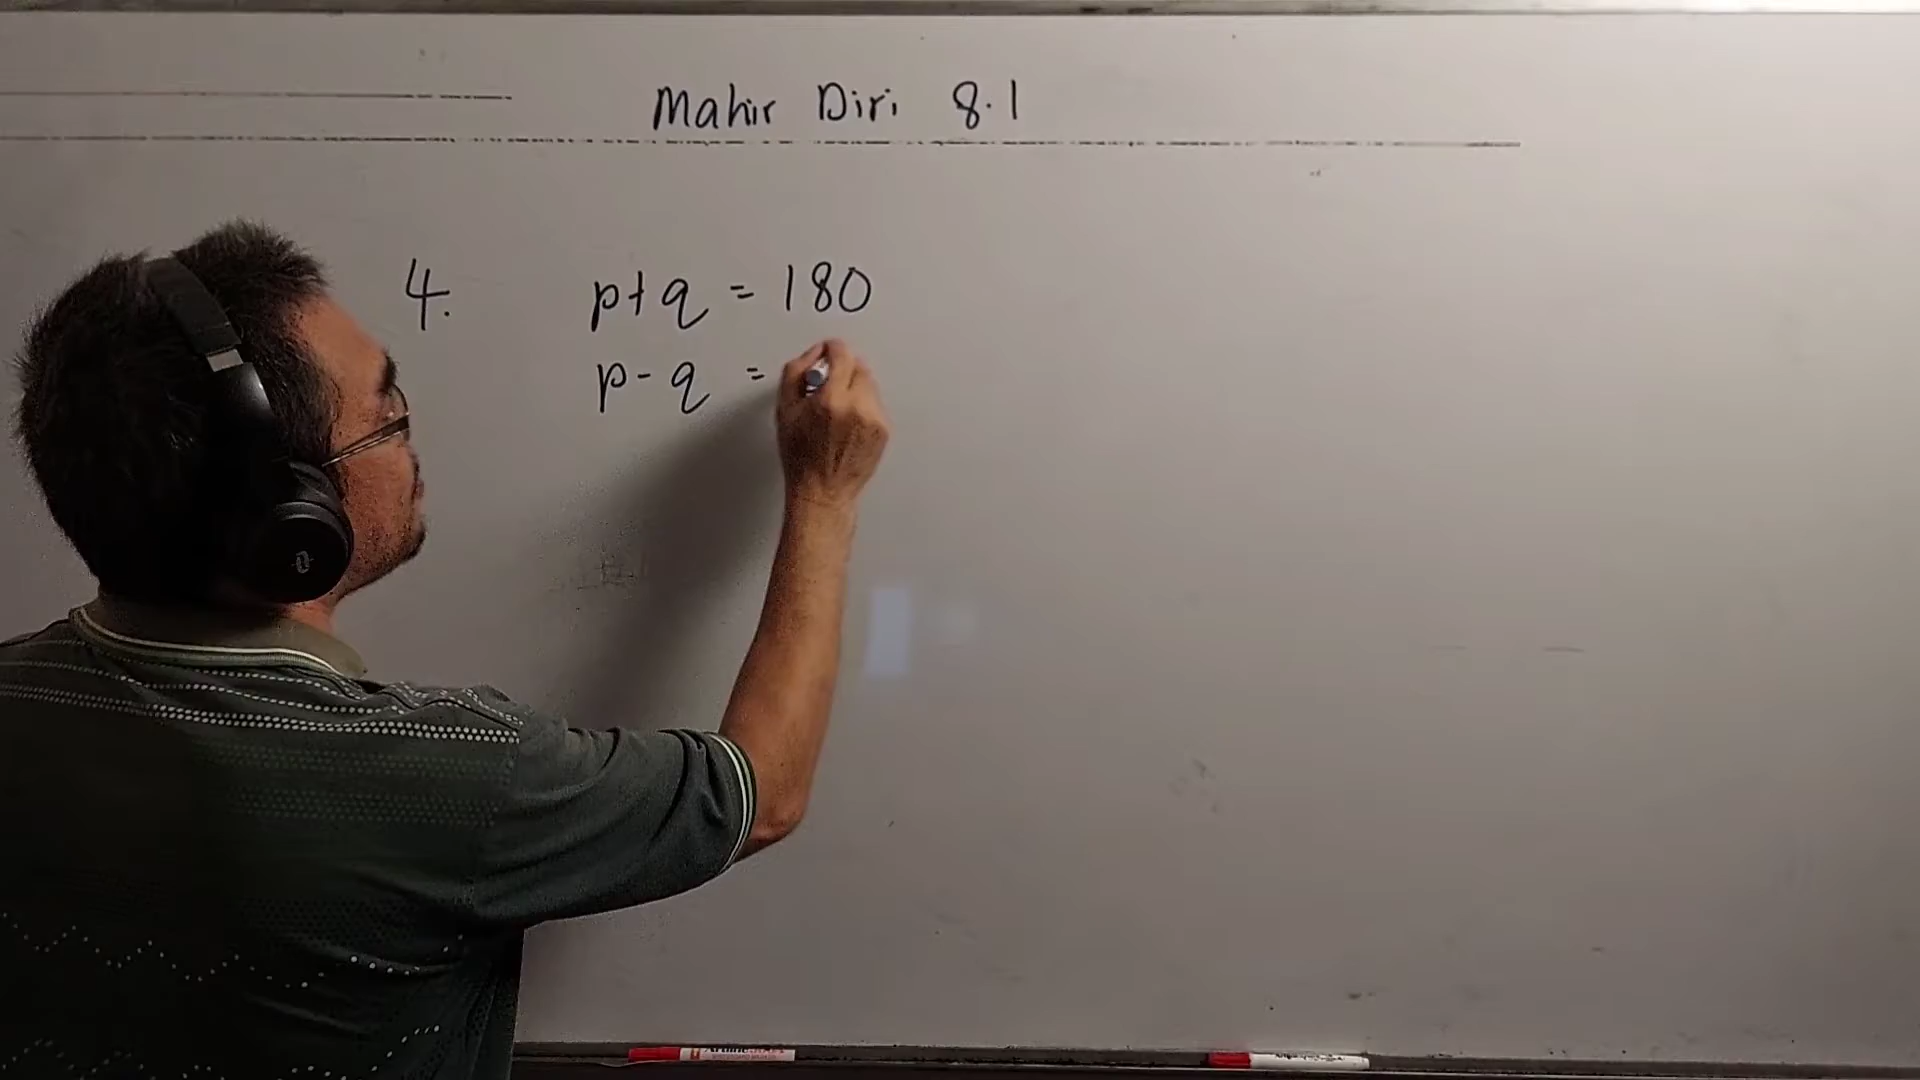 Mahir Diri 8.1
4. p+q = 180
p-q =